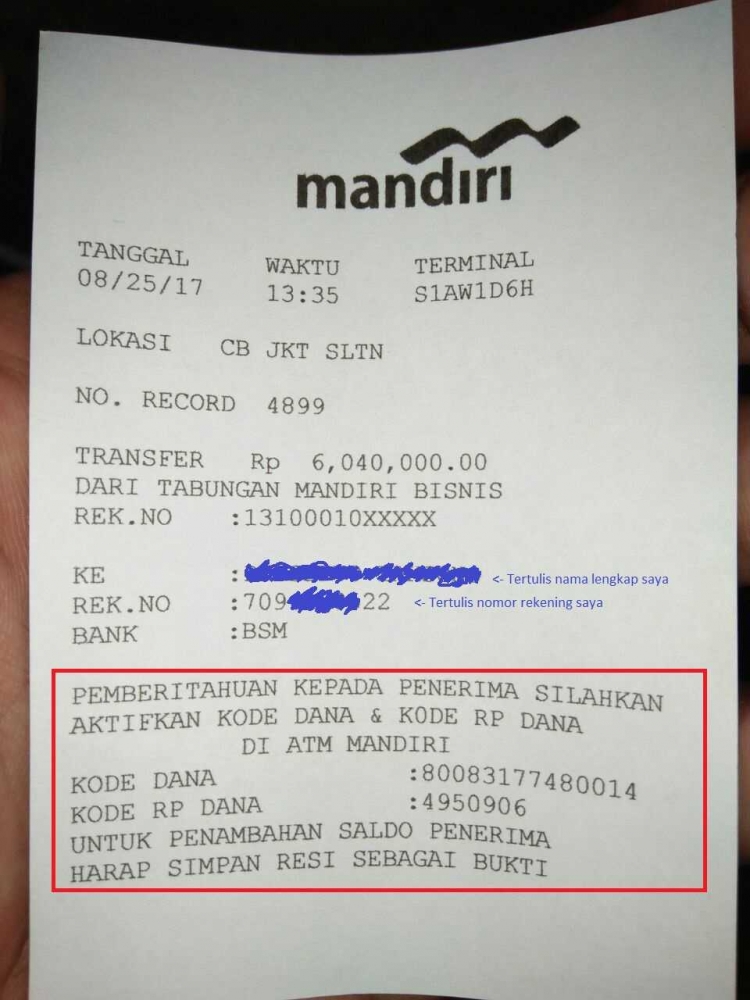 mandiri
TANGGAL WAKTU TERMINAL
08/25/17 13:35 S1AW1D6H
LOKASI CB JKT SLTN
NO. RECORD 4899
TRANSFER Rp 6,040,000.00
DARI TABUNGAN MANDIRI BISNIS
REK.NO :13100010XXXXX
KE : <- Tertulis nama lengkap saya
REK.NO :709 22 <- Tertulis nomor rekening saya
BANK :BSM
PEMBERITAHUAN KEPADA PENERIMA SILAHKAN
AKTIFKAN KODE DANA & KODE RP DANA
DI ATM MANDIRI
KODE DANA :80083177480014
KODE RP DANA :4950906
UNTUK PENAMBAHAN SALDO PENERIMA
HARAP SIMPAN RESI SEBAGAI BUKTI